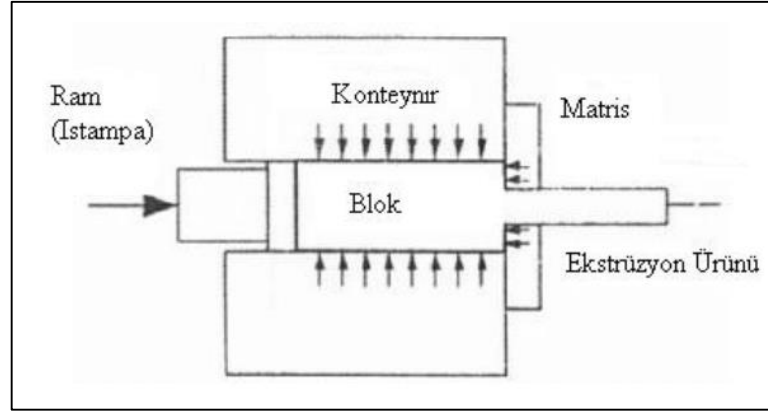 Ram
(Istampa)
Konteynır
Matris
Blok
Ekstrüzyon Ürünü